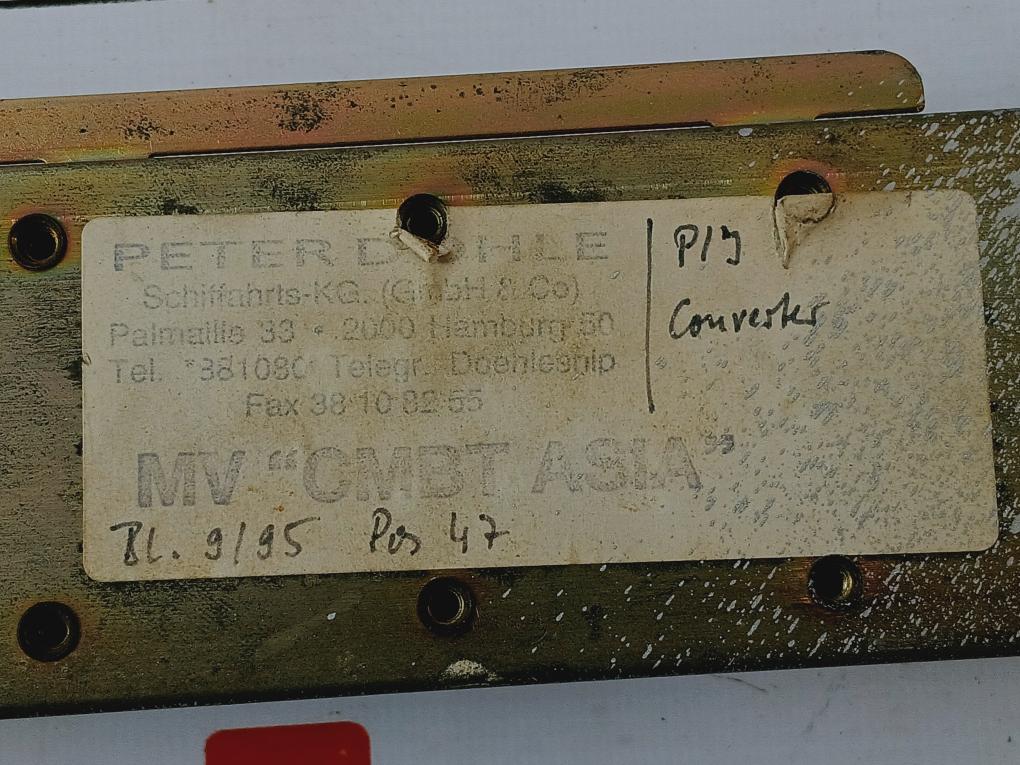 PETER DÖHLE
Schiffahrts-KG. (GmbH & Co)
Palmaille 33 • 2000 Hamburg 50
Tel. *381080* Telegr. Doehleship
Fax 38 10 82 55
MV “CMBT ASIA”
BL. 9/95 Pos 47
Converter